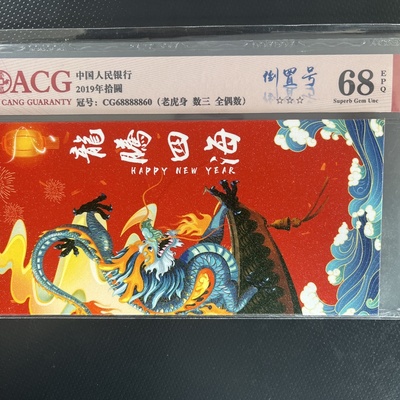 ACG
CANG GUARANTY
中国人民银行
2019年拾圆
冠号: CG68888860 (老虎身 数三 全偶数)
倒置号
☆☆☆
68
EPQ
Superb Gem Unc
龍騰四海
HAPPY NEW YEAR